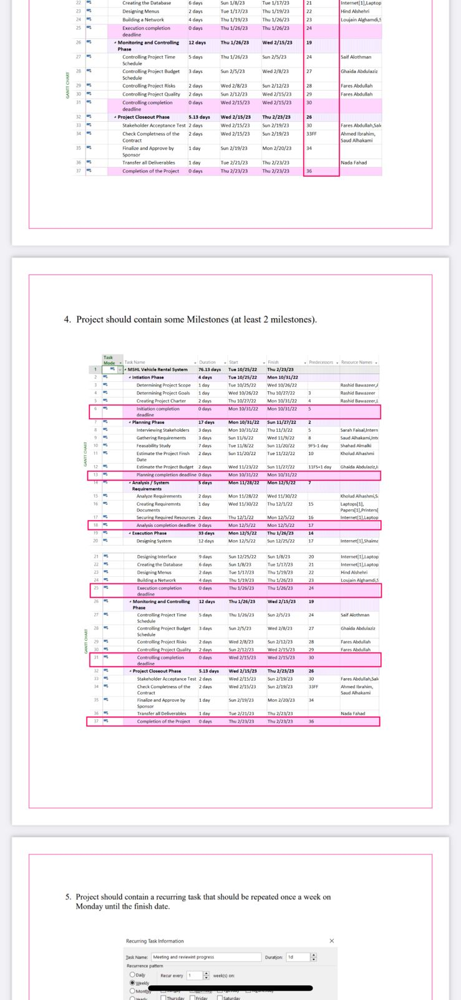 22 Creating the Database 6 days Sun 1/8/23 Tue 1/17/23 21 Internet[1],Laptop
23 Designing Menus 2 days Tue 1/17/23 Thu 1/19/23 22 Hind Alshehri
24 Building a Network 4 days Thu 1/19/23 Thu 1/26/23 23 Loujain Alghamdi,S
25 Execution completion 0 days Thu 1/26/23 Thu 1/26/23 24
deadline
26 Monitoring and Controlling 12 days Thu 1/26/23 Wed 2/15/23 19
Phase
27 Controlling Project Time 5 days Thu 1/26/23 Sun 2/5/23 24 Saif Alothman
Schedule
28 Controlling Project Budget 3 days Sun 2/5/23 Wed 2/8/23 27 Ghaida Abdulaziz
Schedule
GANTT CHART
29 Controlling Project Risks 2 days Wed 2/8/23 Sun 2/12/23 28 Fares Abdullah
30 Controlling Project Quality 2 days Sun 2/12/23 Wed 2/15/23 29 Fares Abdullah
31 Controlling completion 0 days Wed 2/15/23 Wed 2/15/23 30
deadline
32 Project Closeout Phase 5.13 days Wed 2/15/23 Thu 2/23/23 26
33 Stakeholder Acceptance Test 2 days Wed 2/15/23 Sun 2/19/23 30 Fares Abdullah,Sal
34 Check Completness of the 2 days Wed 2/15/23 Sun 2/19/23 33FF Ahmed Ibrahim,
Contract Saud Alhakami
35 Finalize and Approve by 1 day Sun 2/19/23 Mon 2/20/23 34
Sponsor
36 Transfer all Deliverables 1 day Tue 2/21/23 Thu 2/23/23 Nada Fahad
37 Completion of the Project 0 days Thu 2/23/23 Thu 2/23/23 36
4. Project should contain some Milestones (at least 2 milestones).
Task
Mode Task Name Duration Start Finish Predecessors Resource Names
1 MSHL Vehicle Rental System 76.13 days Tue 10/25/22 Thu 2/23/23
2 Intiation Phase 4 days Tue 10/25/22 Mon 10/31/22
3 Determining Project Scope 1 day Tue 10/25/22 Wed 10/26/22 Rashid Bawazeer,
4 Determining Project Goals 1 day Wed 10/26/22 Thu 10/27/22 3 Rashid Bawazeer
5 Creating Project Charter 2 days Thu 10/27/22 Mon 10/31/22 4 Rashid Bawazeer,
6 Initiation completion 0 days Mon 10/31/22 Mon 10/31/22 5
deadline
7 Planning Phase 17 days Mon 10/31/22 Sun 11/27/22 2
8 Interviewing Stakeholders 3 days Mon 10/31/22 Thu 11/3/22 5 Sarah Faisal,Intern
9 Gathering Requirements 3 days Sun 11/6/22 Wed 11/9/22 8 Saud Alhakami,Int
10 Feasability Study 7 days Tue 11/8/22 Sun 11/20/22 9FS-1 day Shahad Almalki
11 Estimate the Project Finsh 2 days Sun 11/20/22 Tue 11/22/22 10 Kholud Alhashmi
Date
GANTT CHART
12 Estimate the Project Budget 2 days Wed 11/23/22 Sun 11/27/22 11FS+1 day Ghaida Abdulaziz,
13 Planning completion deadline 0 days Mon 10/31/22 Mon 10/31/22
14 Analysis / System 5 days Mon 11/28/22 Mon 12/5/22 7
Requirements
15 Analyze Requirements 2 days Mon 11/28/22 Wed 11/30/22 Kholud Alhashmi,S
16 Creating Requiremnts 1 day Wed 11/30/22 Thu 12/1/22 15 Laptops[1],
Documents Papers[1],Printers[
17 Securing Required Resources 2 days Thu 12/1/22 Mon 12/5/22 16 Internet[1],Laptop
18 Analysis completion deadline 0 days Mon 12/5/22 Mon 12/5/22 17
19 Execution Phase 33 days Mon 12/5/22 Thu 1/26/23 14
20 Designing System 12 days Mon 12/5/22 Sun 12/25/22 17 Internet[1],Shaima
21 Designing Interface 9 days Sun 12/25/22 Sun 1/8/23 20 Internet[1],Laptop
22 Creating the Database 6 days Sun 1/8/23 Tue 1/17/23 21 Internet[1],Laptop
23 Designing Menus 2 days Tue 1/17/23 Thu 1/19/23 22 Hind Alshehri
24 Building a Network 4 days Thu 1/19/23 Thu 1/26/23 23 Loujain Alghamdi,S
25 Execution completion 0 days Thu 1/26/23 Thu 1/26/23 24
deadline
26 Monitoring and Controlling 12 days Thu 1/26/23 Wed 2/15/23 19
Phase
27 Controlling Project Time 5 days Thu 1/26/23 Sun 2/5/23 24 Saif Alothman
Schedule
28 Controlling Project Budget 3 days Sun 2/5/23 Wed 2/8/23 27 Ghaida Abdulaziz
Schedule
GANTT CHART
29 Controlling Project Risks 2 days Wed 2/8/23 Sun 2/12/23 28 Fares Abdullah
30 Controlling Project Quality 2 days Sun 2/12/23 Wed 2/15/23 29 Fares Abdullah
31 Controlling completion 0 days Wed 2/15/23 Wed 2/15/23 30
deadline
32 Project Closeout Phase 5.13 days Wed 2/15/23 Thu 2/23/23 26
33 Stakeholder Acceptance Test 2 days Wed 2/15/23 Sun 2/19/23 30 Fares Abdullah,Sal
34 Check Completness of the 2 days Wed 2/15/23 Sun 2/19/23 33FF Ahmed Ibrahim,
Contract Saud Alhakami
35 Finalize and Approve by 1 day Sun 2/19/23 Mon 2/20/23 34
Sponsor
36 Transfer all Deliverables 1 day Tue 2/21/23 Thu 2/23/23 Nada Fahad
37 Completion of the Project 0 days Thu 2/23/23 Thu 2/23/23 36
5. Project should contain a recurring task that should be repeated once a week on
Monday until the finish date.
Recurring Task Information
Task Name: Meeting and reviewint progress Duration: 1d
Recurrence pattern
Daily Recur every 1 week(s) on:
Weekly
Monthly
Yearly Thursday Friday Saturday